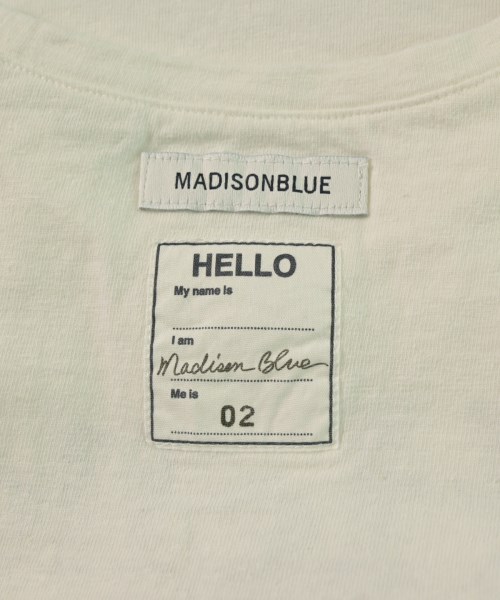 MADISONBLUE
HELLO
My name is
I am
Madison Blue
Me is
02